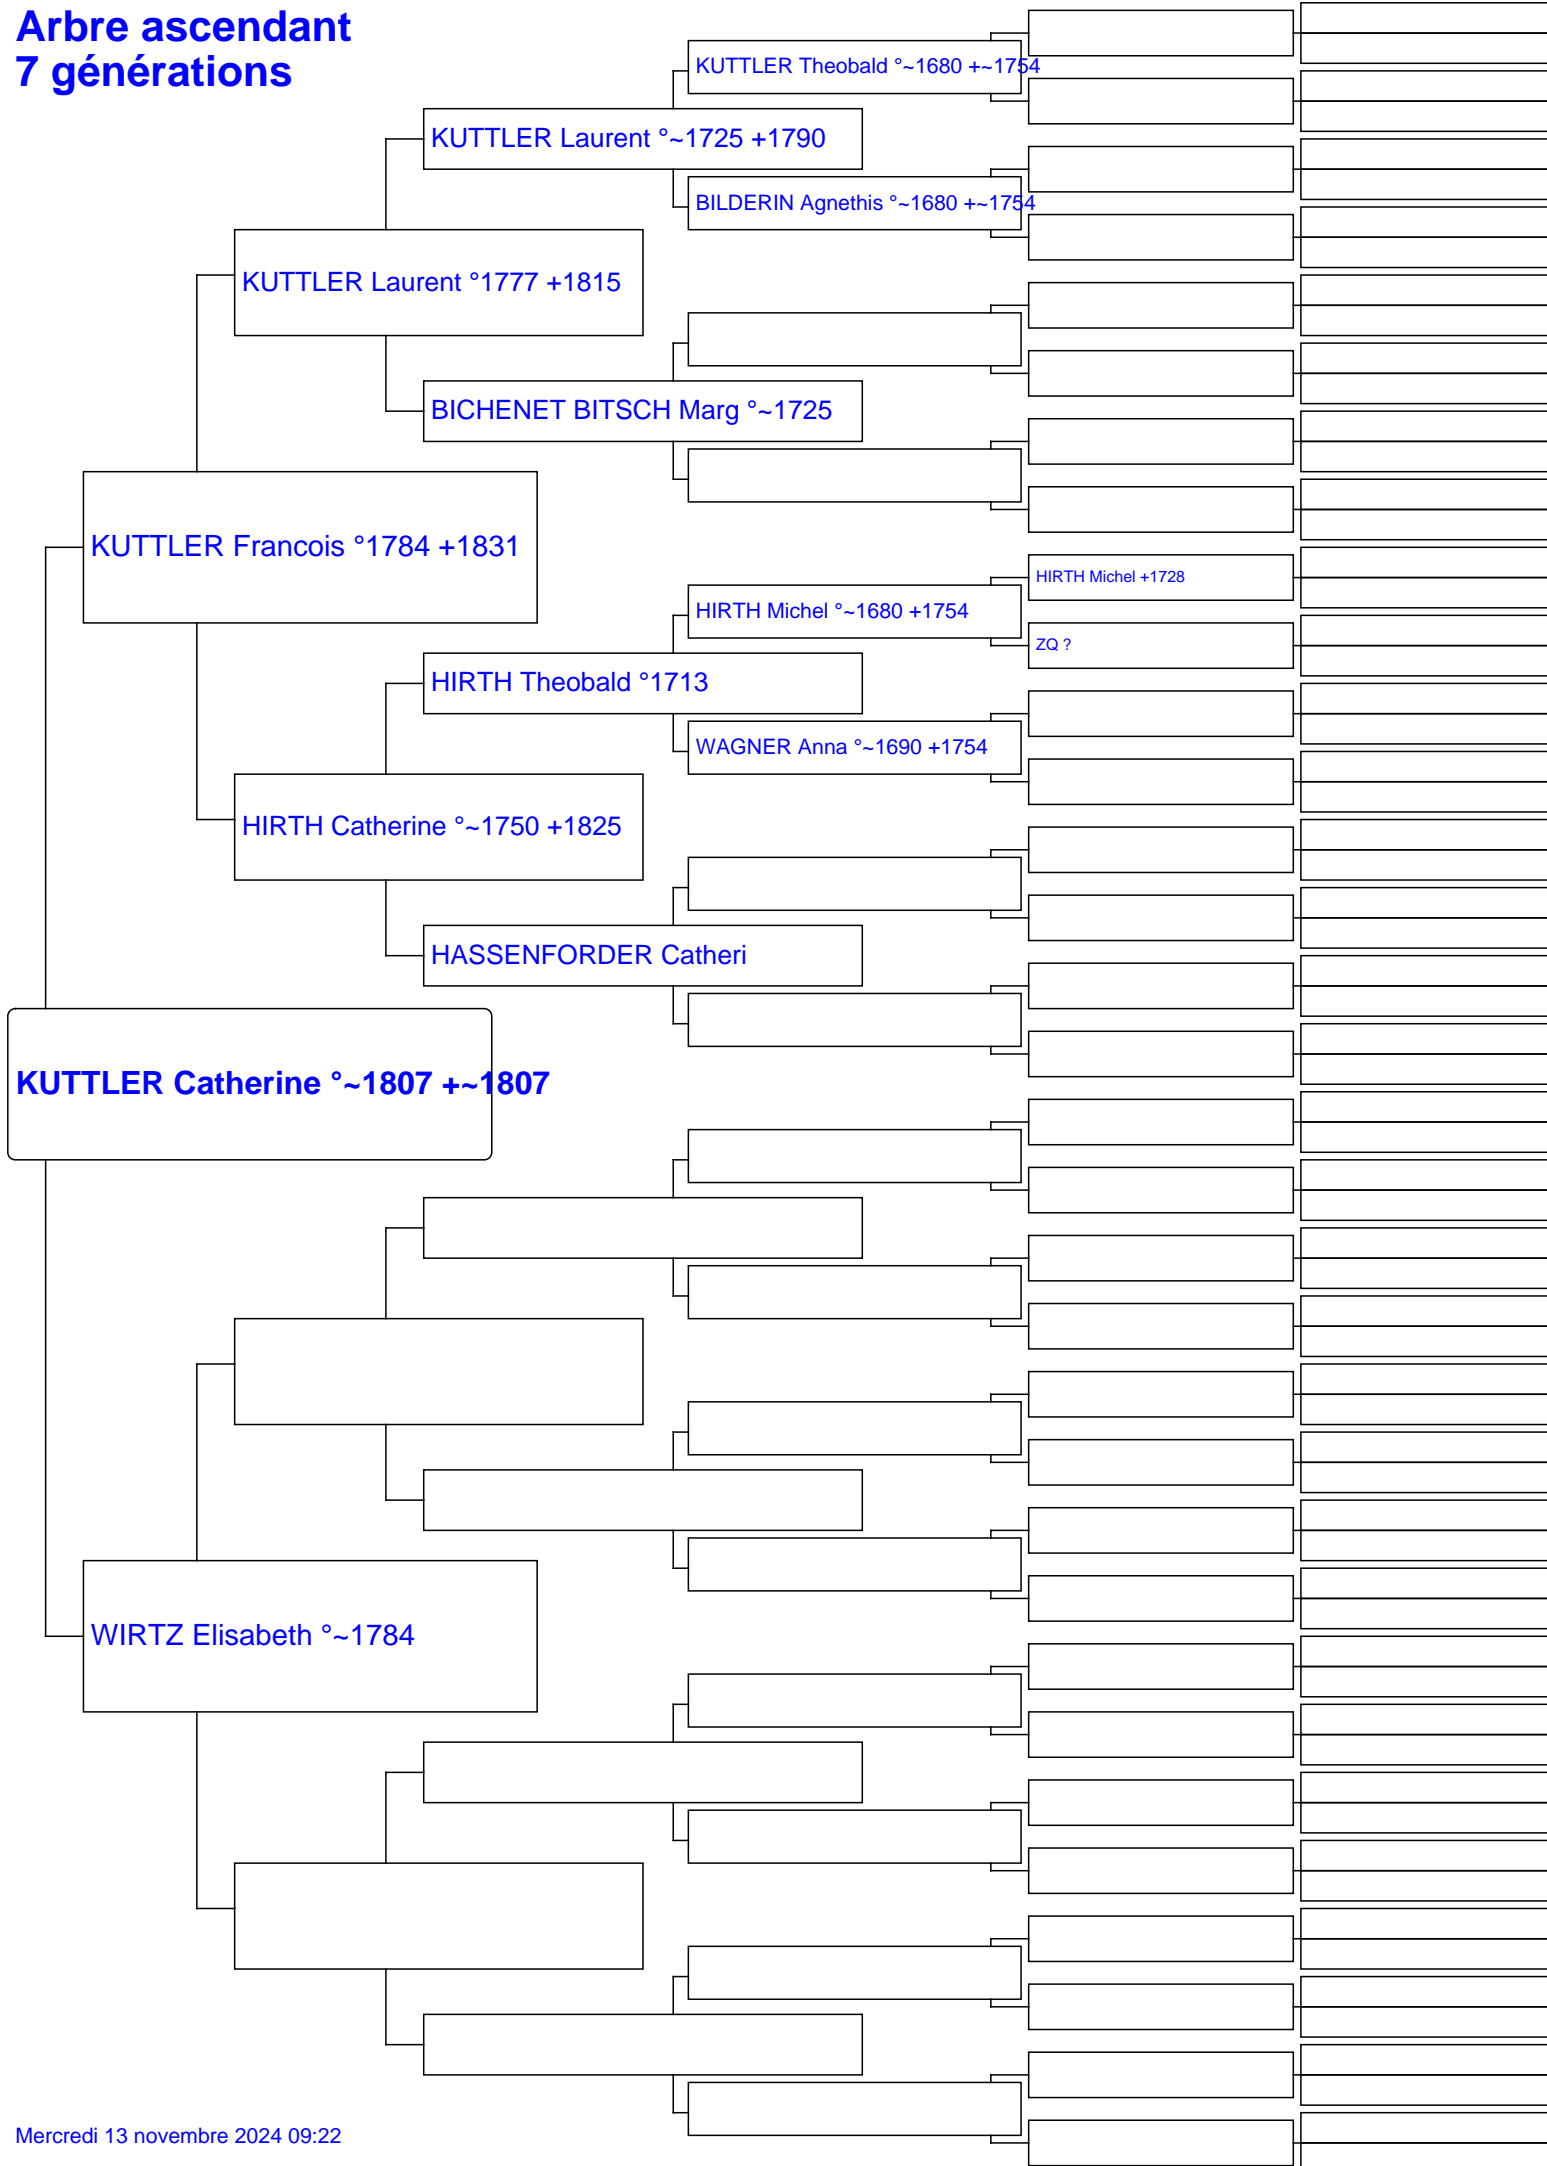 Arbre ascendant
7 générations
KUTTLER Theobald °~1680 +~1754
KUTTLER Laurent °~1725 +1790
BILDERIN Agnethis °~1680 +~1754
KUTTLER Laurent °1777 +1815
BICHENET BITSCH Marg °~1725
KUTTLER Francois °1784 +1831
HIRTH Michel +1728
HIRTH Michel °~1680 +1754
ZQ ?
HIRTH Theobald °1713
WAGNER Anna °~1690 +1754
HIRTH Catherine °~1750 +1825
HASSENFORDER Catheri
KUTTLER Catherine °~1807 +~1807
WIRTZ Elisabeth °~1784
Mercredi 13 novembre 2024 09:22